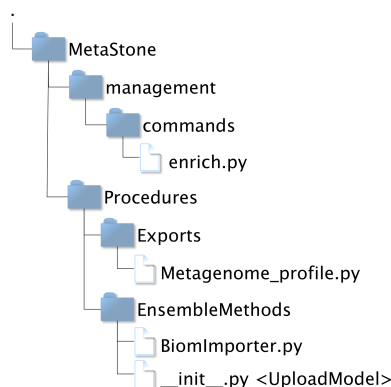 .
MetaStone
management
commands
enrich.py
Procedures
Exports
Metagenome_profile.py
EnsembleMethods
BiomImporter.py
__init__.py <UploadModel>